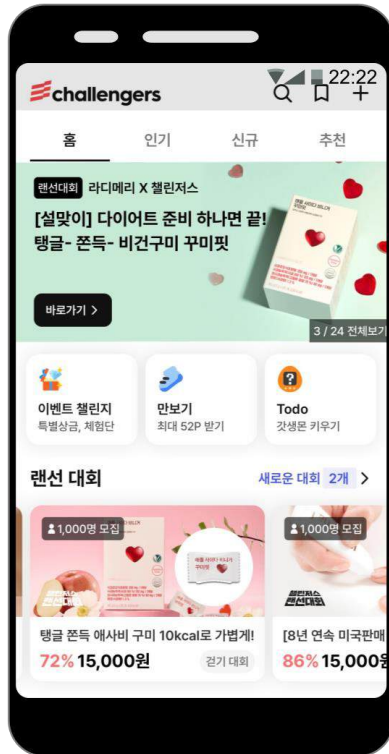 22:22
challengers
홈 인기 신규 추천
랜선대회 라디메리 X 챌린저스
[설맞이] 다이어트 준비 하나면 끝!
탱글- 쫀득- 비건구미 꾸미핏
바로가기 >
3 / 24 전체보기
이벤트 챌린지
특별상금, 체험단
만보기
최대 52P 받기
Todo
갓생몬 키우기
랜선 대회
새로운 대회 2개 >
1,000명 모집
챌린저스
랜선대회
탱글 쫀득 애사비 구미 10kcal로 가볍게!
72% 15,000원
걷기 대회
1,000명 모집
챌린저스
랜선대회
[8년 연속 미국판매
86% 15,000원